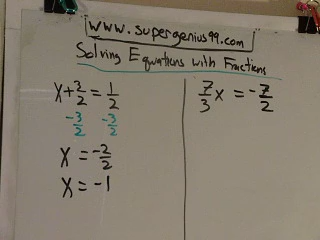 www.supergenius99.com
Solving Equations with Fractions
x + 3/2 = 1/2
-3/2 -3/2
x = -2/2
x = -1
7/3 x = -7/2